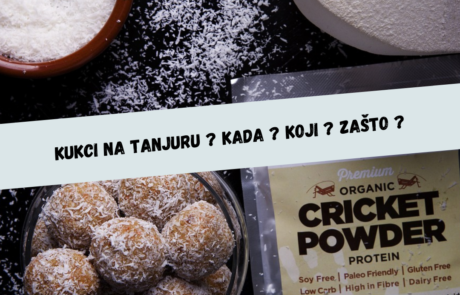 KUKCI NA TANJURU ? KADA ? KOJI ? ZAŠTO ?
Premium
ORGANIC
CRICKET
POWDER
PROTEIN
Soy Free | Paleo Friendly | Gluten Free
Low Carb | High in Fibre | Dairy Free